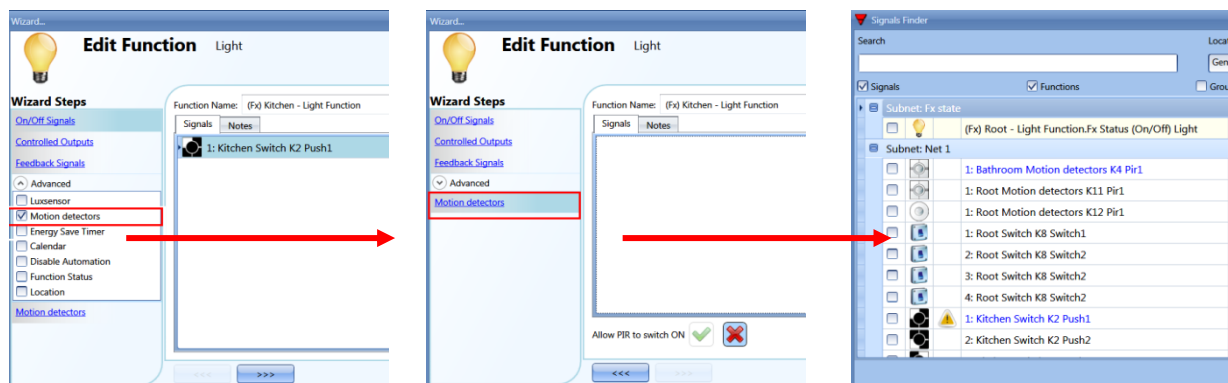 Wizard...
Edit Function Light
Wizard Steps
On/Off Signals
Controlled Outputs
Feedback Signals
Advanced
Luxsensor
Motion detectors
Energy Save Timer
Calendar
Disable Automation
Function Status
Location
Motion detectors
Function Name: (Fx) Kitchen - Light Function
Signals Notes
1: Kitchen Switch K2 Push1
<<< >>>
Wizard...
Edit Function Light
Wizard Steps
On/Off Signals
Controlled Outputs
Feedback Signals
Advanced
Motion detectors
Function Name: (Fx) Kitchen - Light Function
Signals Notes
Allow PIR to switch ON
<<< >>>
Signals Finder
Search Locat
Gen
Signals Functions Grou
Subnet: Fx state
(Fx) Root - Light Function.Fx Status (On/Off) Light
Subnet: Net 1
1: Bathroom Motion detectors K4 Pir1
1: Root Motion detectors K11 Pir1
1: Root Motion detectors K12 Pir1
1: Root Switch K8 Switch1
2: Root Switch K8 Switch2
3: Root Switch K8 Switch2
4: Root Switch K8 Switch2
1: Kitchen Switch K2 Push1
2: Kitchen Switch K2 Push2